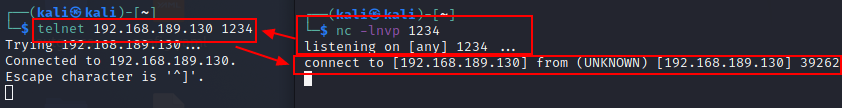 ┌──(kali㉿kali)-[~]
└─$ telnet 192.168.189.130 1234
Trying 192.168.189.130...
Connected to 192.168.189.130.
Escape character is '^]'.
┌──(kali㉿kali)-[~]
└─$ nc -lnvp 1234
listening on [any] 1234 ...
connect to [192.168.189.130] from (UNKNOWN) [192.168.189.130] 39262